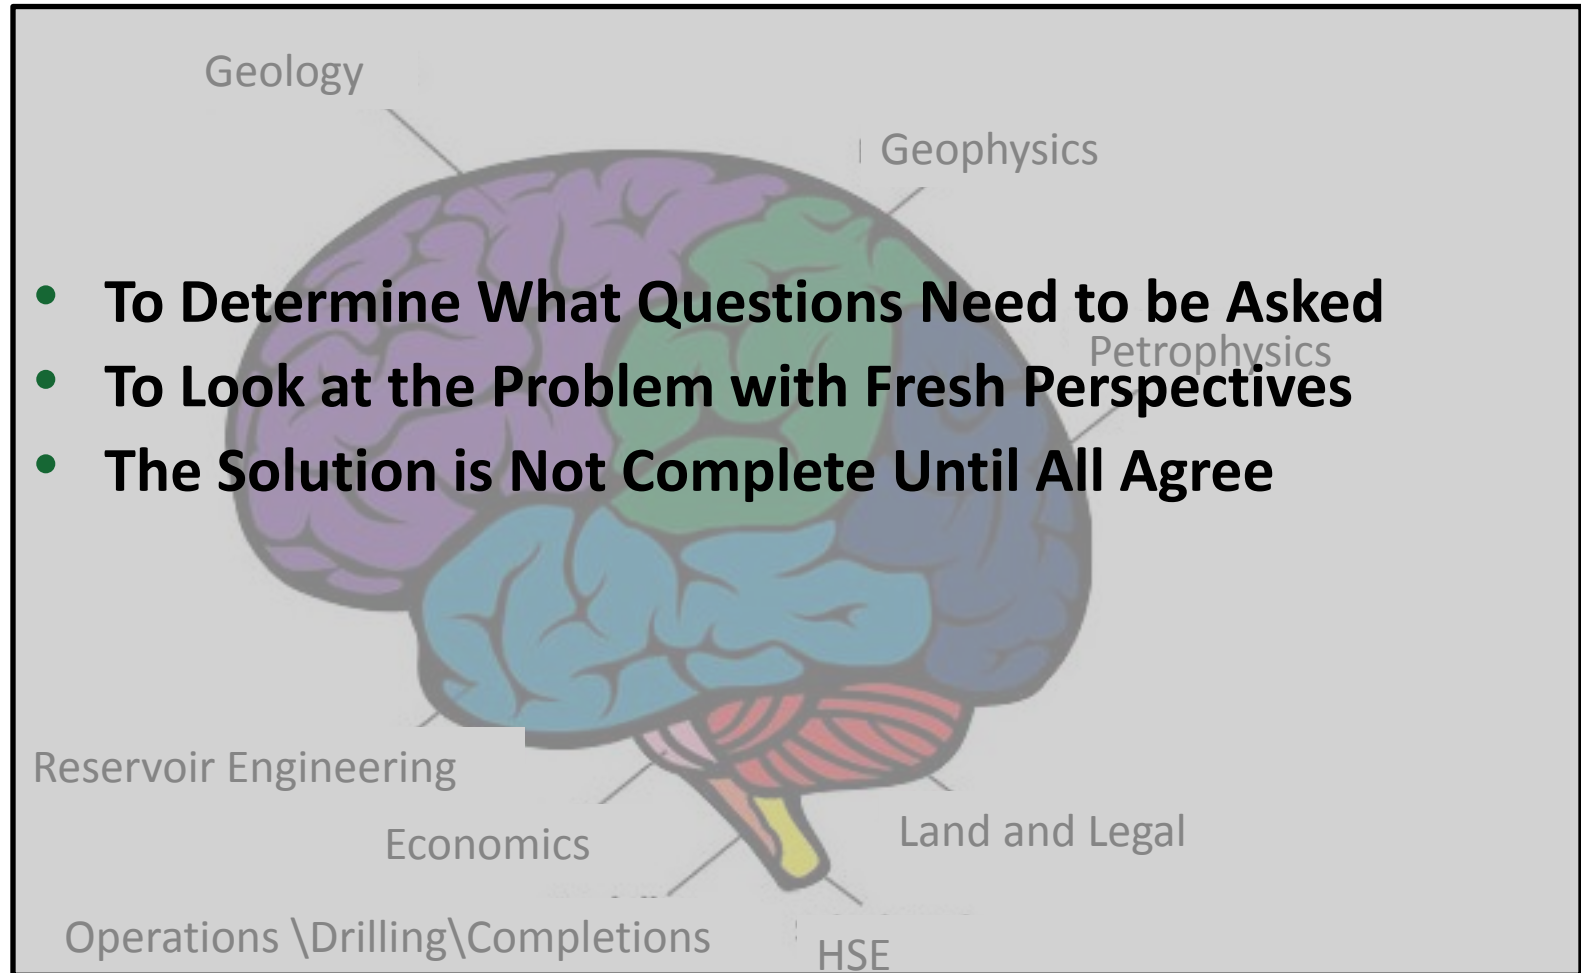 Geology
Geophysics
• To Determine What Questions Need to be Asked
Petrophysics
• To Look at the Problem with Fresh Perspectives
• The Solution is Not Complete Until All Agree
Reservoir Engineering
Economics
Land and Legal
Operations \Drilling\Completions
HSE